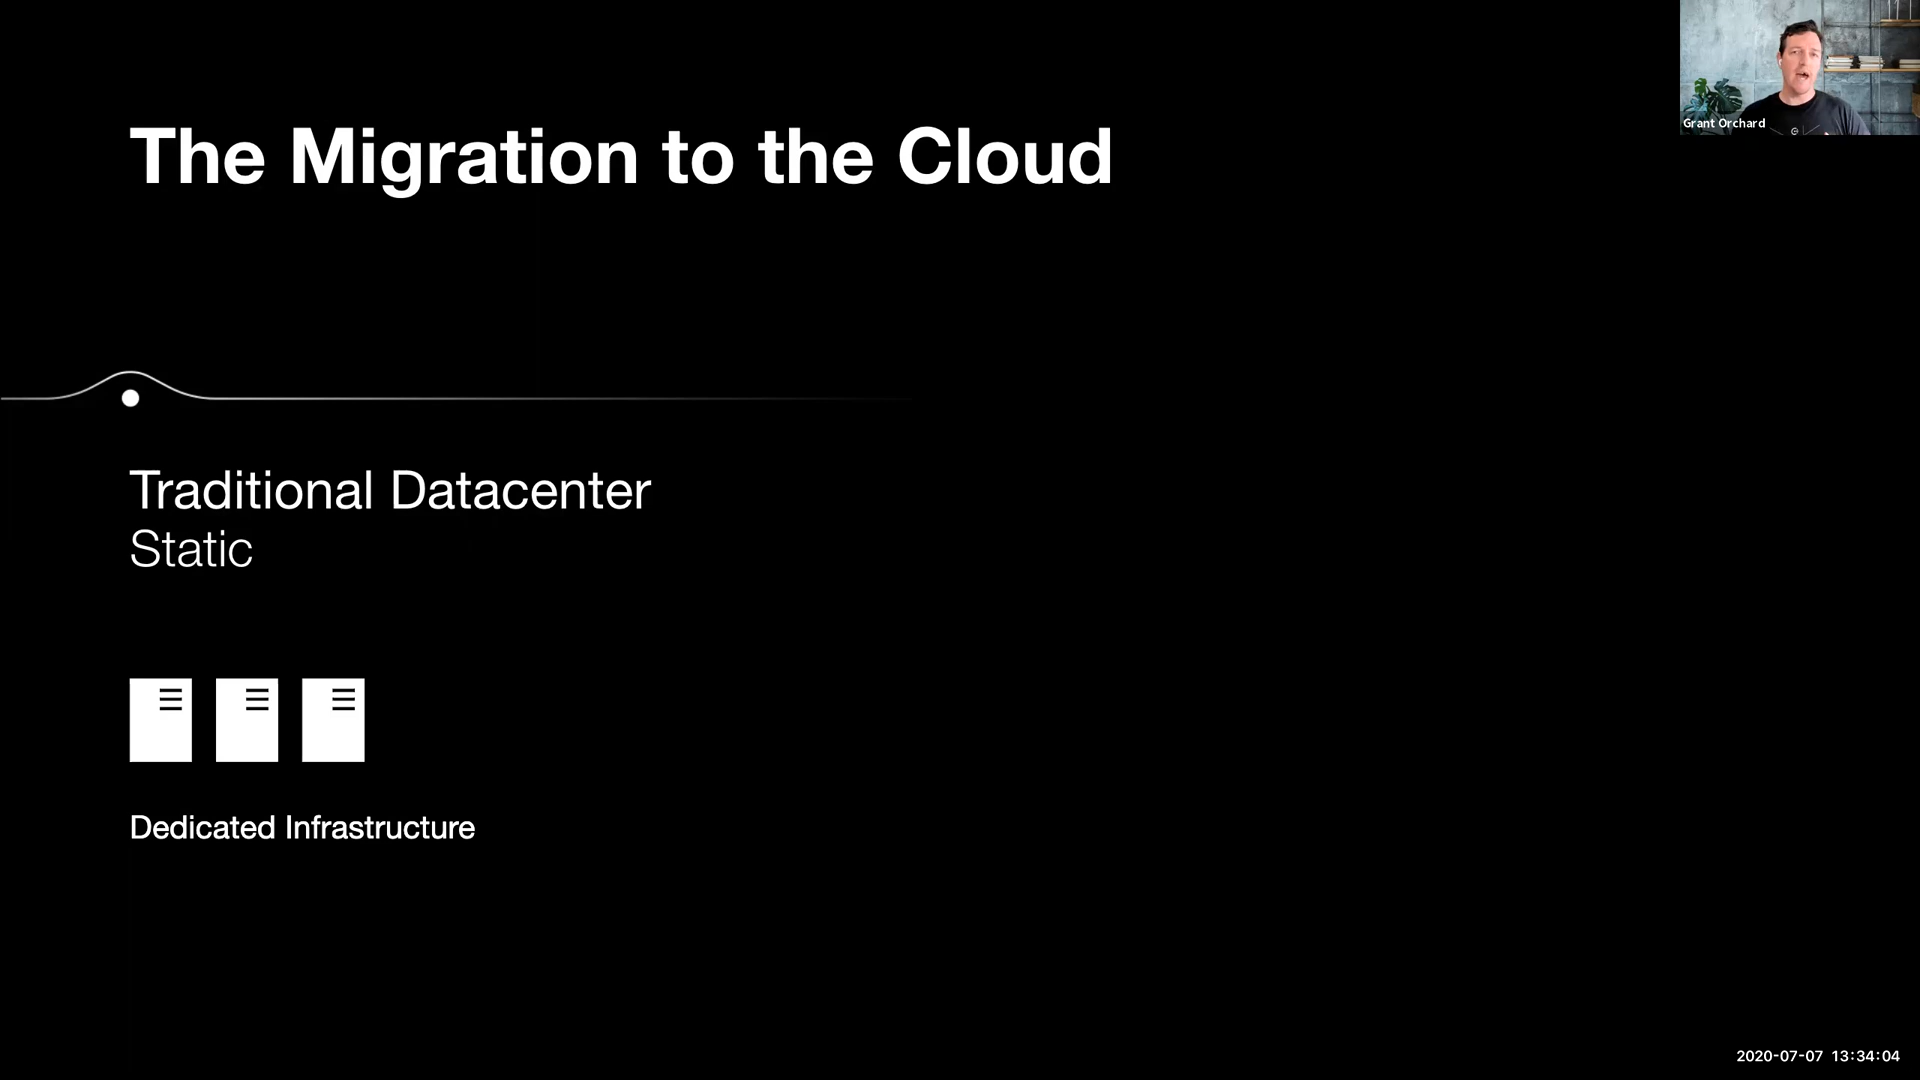 The Migration to the Cloud
Grant Orchard
Traditional Datacenter
Static
Dedicated Infrastructure
2020-07-07 13:34:04